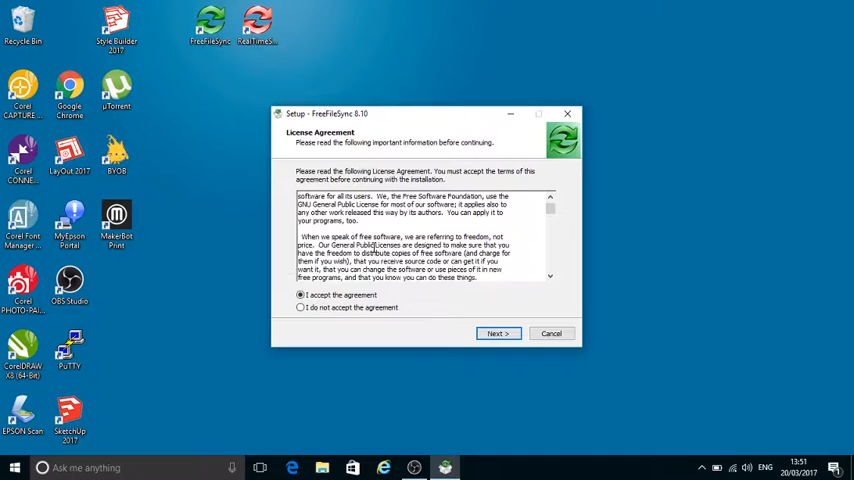 Recycle Bin
Style Builder
2017
FreeFileSync
RealTimeS...
Corel
CAPTURE ...
Google
Chrome
µTorrent
Corel
CONNE...
LayOut 2017
BYOB
Corel Font
Manager ...
MyEpson
Portal
MakerBot
Print
Corel
PHOTO-PAI...
OBS Studio
CorelDRAW
X8 (64-Bit)
PuTTY
EPSON Scan
SketchUp
2017
Setup - FreeFileSync 8.10
License Agreement
Please read the following important information before continuing.
Please read the following License Agreement. You must accept the terms of this
agreement before continuing with the installation.
software for all its users. We, the Free Software Foundation, use the
GNU General Public License for most of our software; it applies also to
any other work released this way by its authors. You can apply it to
your programs, too.
When we speak of free software, we are referring to freedom, not
price. Our General Public Licenses are designed to make sure that you
have the freedom to distribute copies of free software (and charge for
them if you wish), that you receive source code or can get it if you
want it, that you can change the software or use pieces of it in new
free programs, and that you know you can do these things.
I accept the agreement
I do not accept the agreement
Next >
Cancel
Ask me anything
ENG
13:51
20/03/2017
1